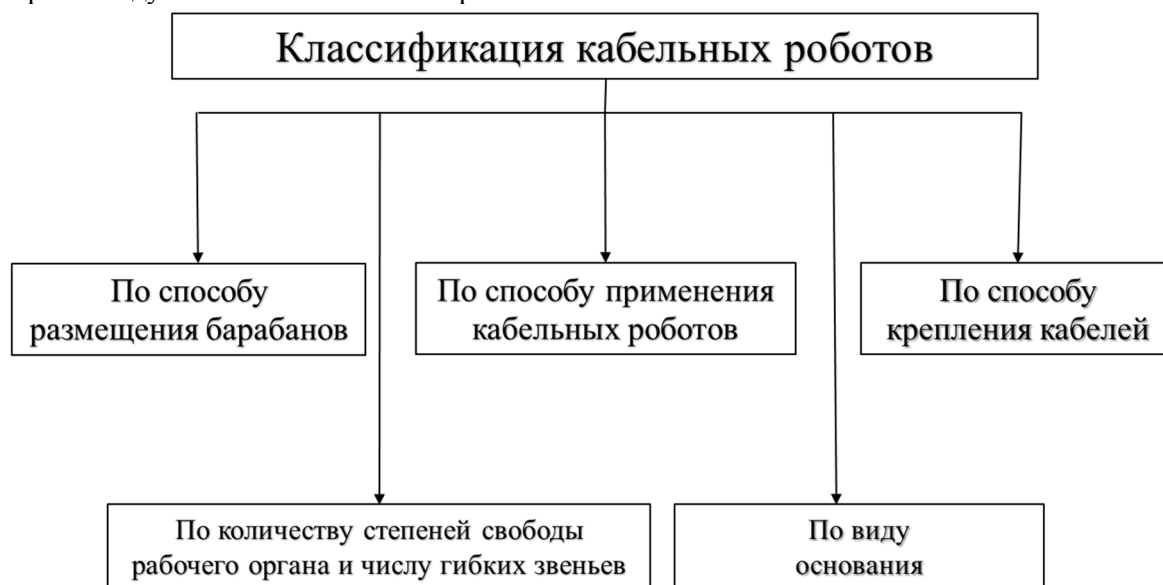 Классификация кабельных роботов
По способу
размещения барабанов
По способу применения
кабельных роботов
По способу
крепления кабелей
По количеству степеней свободы
рабочего органа и числу гибких звеньев
По виду
основания